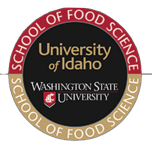 SCHOOL OF FOOD SCIENCE
University
of Idaho
WASHINGTON STATE
UNIVERSITY
SCHOOL OF FOOD SCIENCE